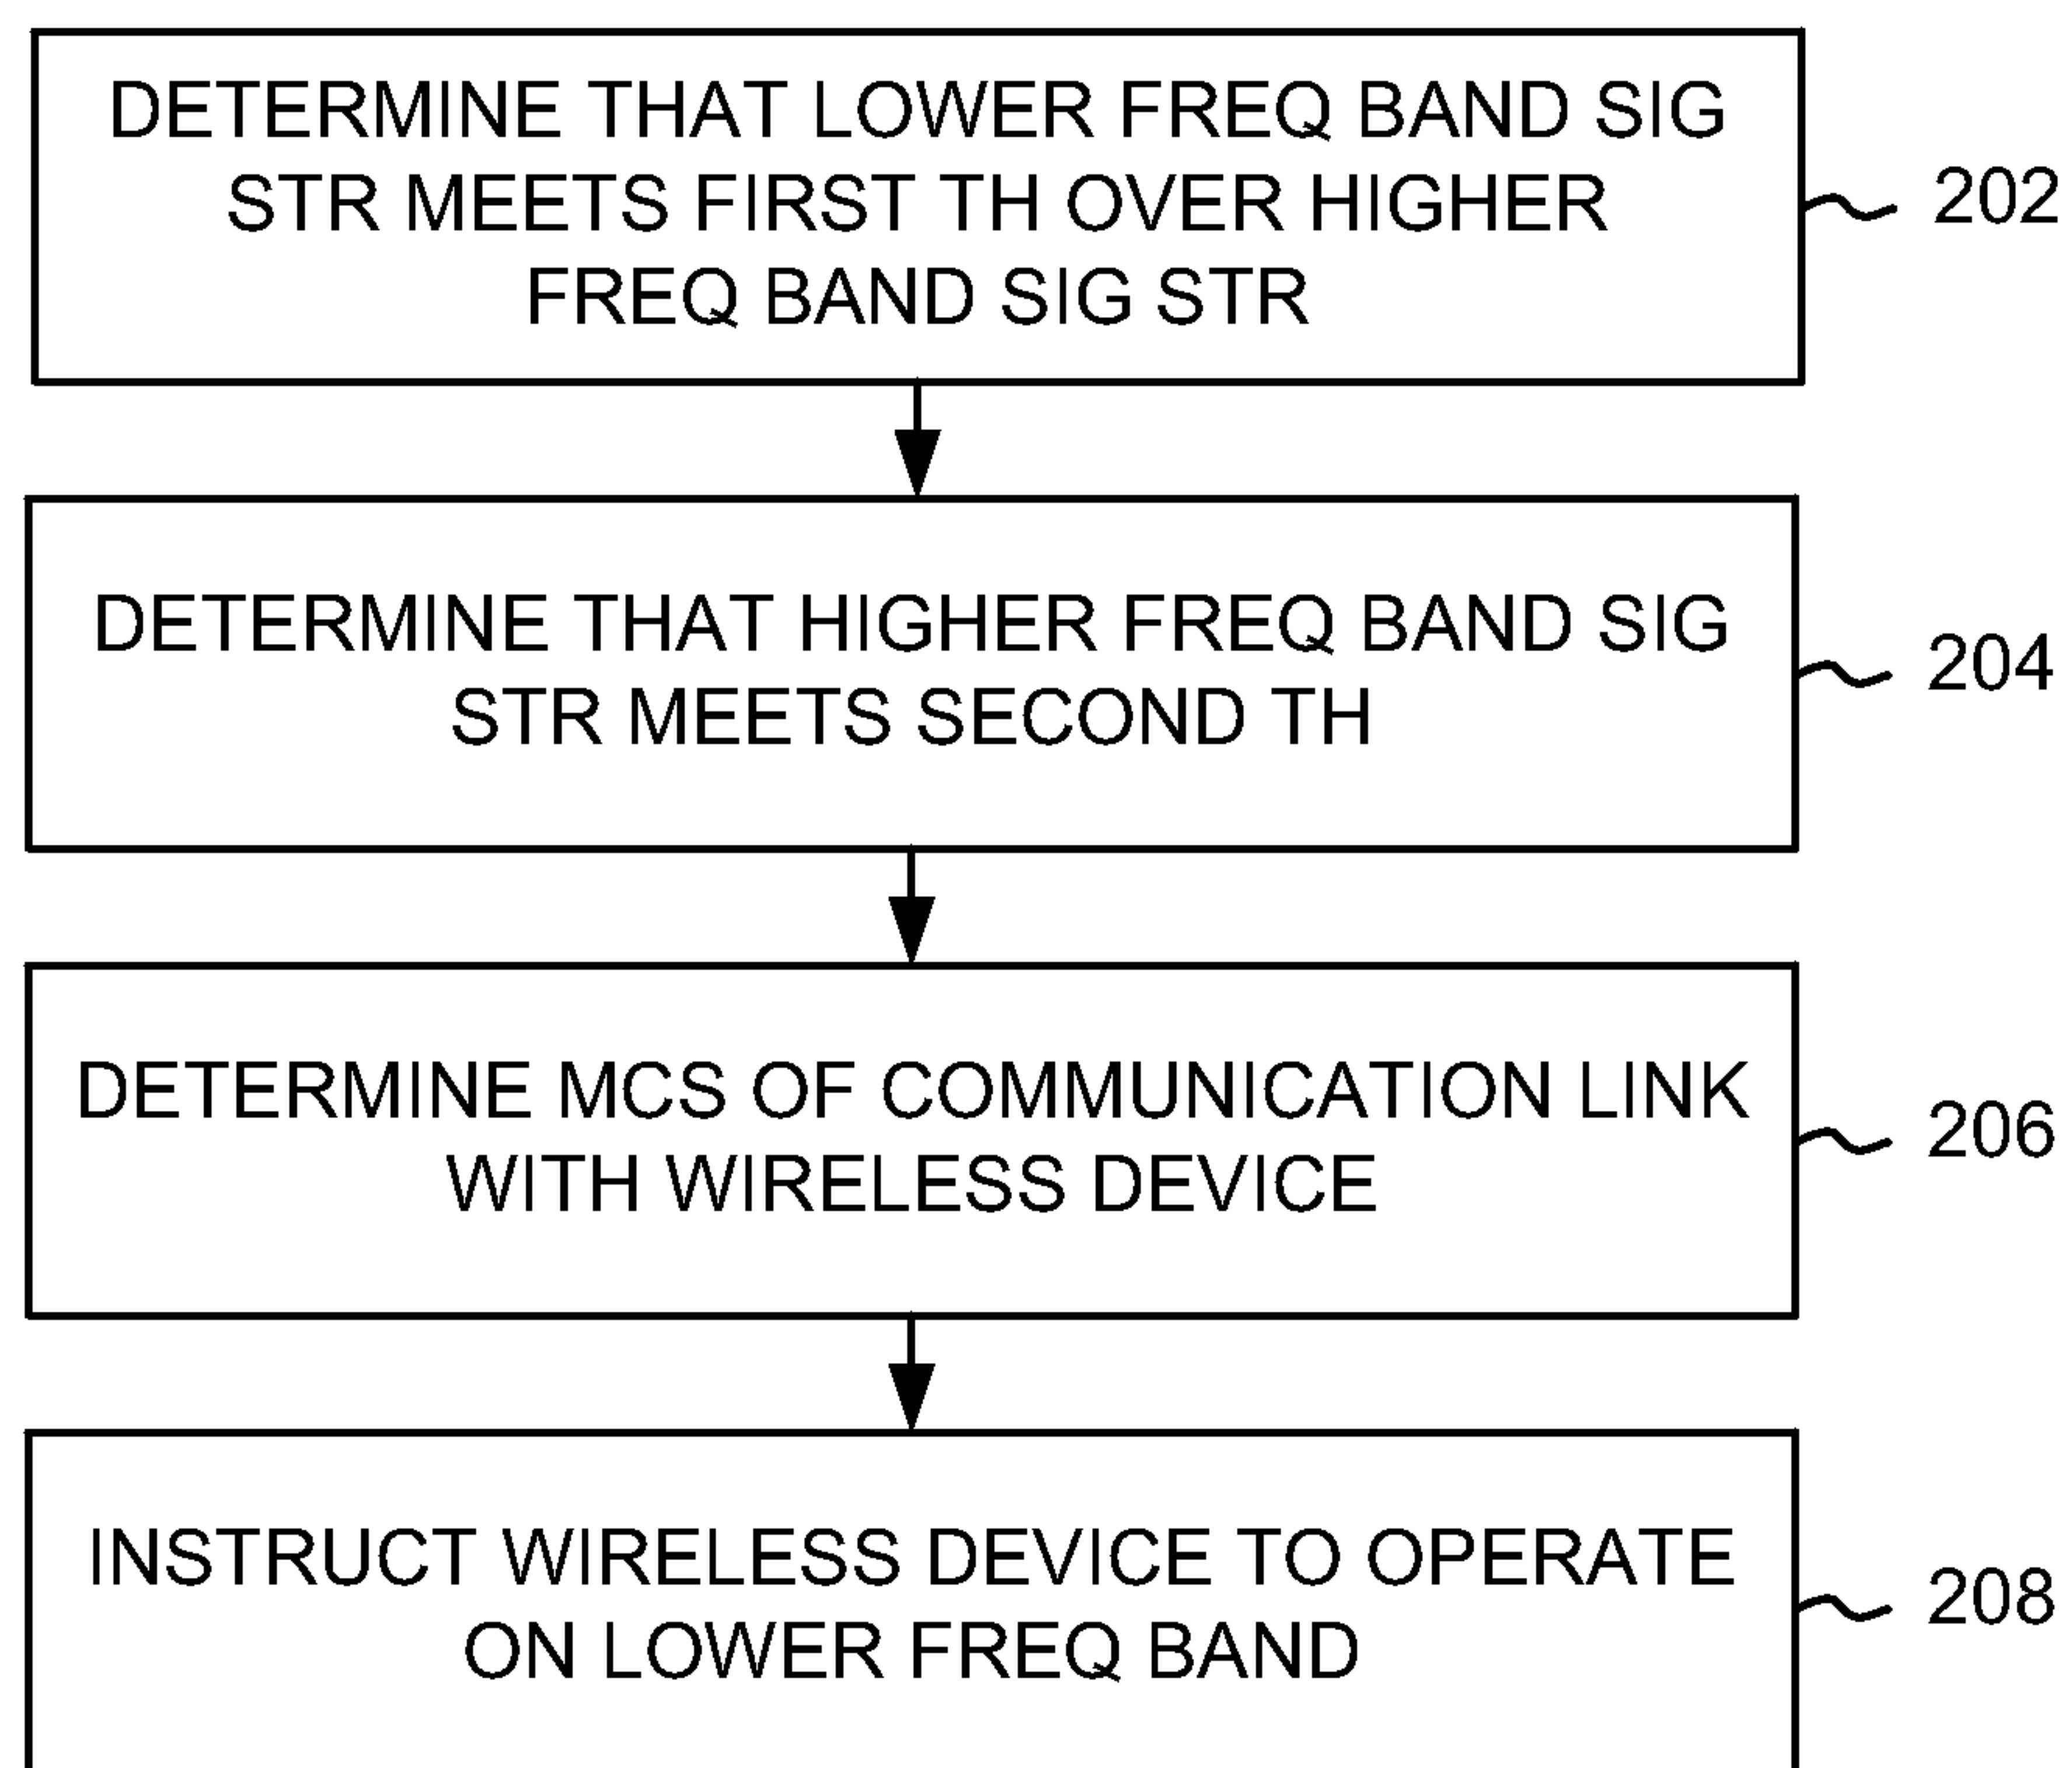 DETERMINE THAT LOWER FREQ BAND SIG
STR MEETS FIRST TH OVER HIGHER
FREQ BAND SIG STR
202
DETERMINE THAT HIGHER FREQ BAND SIG
STR MEETS SECOND TH
204
DETERMINE MCS OF COMMUNICATION LINK
WITH WIRELESS DEVICE
206
INSTRUCT WIRELESS DEVICE TO OPERATE
ON LOWER FREQ BAND
208